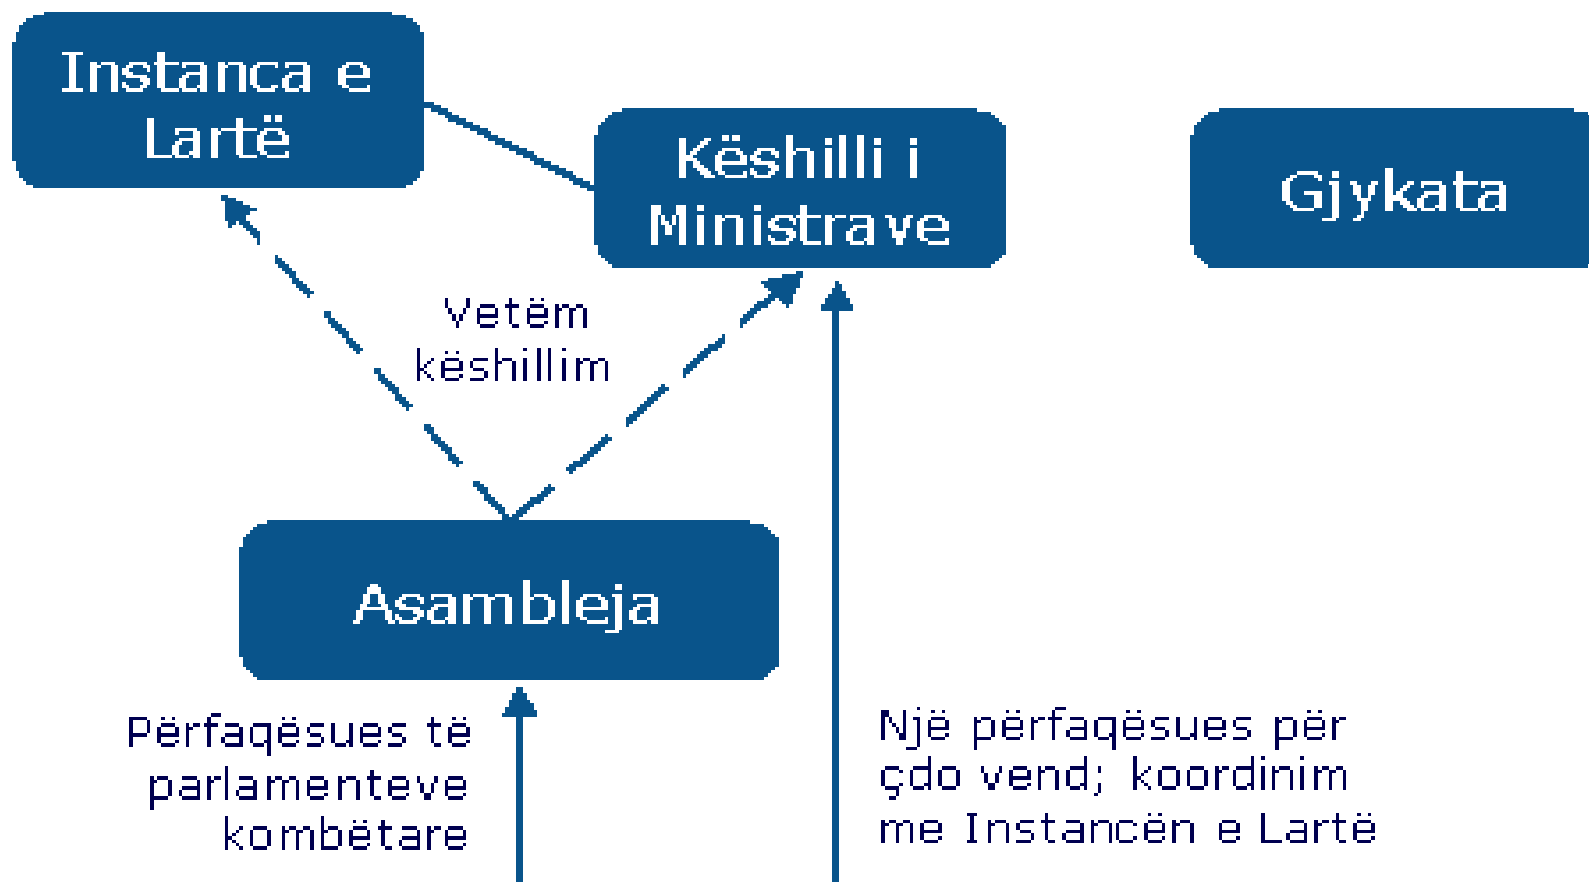 Instanca e
Lartë
Këshilli i
Ministrave
Gjykata
Vetëm
këshillim
Asambleja
Përfaqësues të
parlamenteve
kombëtare
Një përfaqësues për
çdo vend; koordinim
me Instancën e Lartë